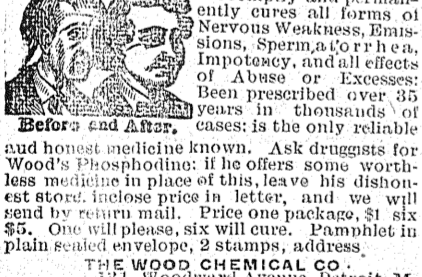 ently cures all forms of
Nervous Weakness, Emis-
sions, Spermatorrhea,
Impotency, and all effects
of Abuse or Excesses:
Been prescribed over 35
years in thousands of
Before and After. cases: is the only reliable
and honest medicine known. Ask druggists for
Wood's Phosphodine: if he offers some worth-
less medicine in place of this, leave his dishon-
est store. inclose price in letter, and we will
send by return mail. Price one package, $1 six
$5. One will please, six will cure. Pamphlet in
plain sealed envelope, 2 stamps, address
THE WOOD CHEMICAL CO
131 Woodward Avenue, Detroit